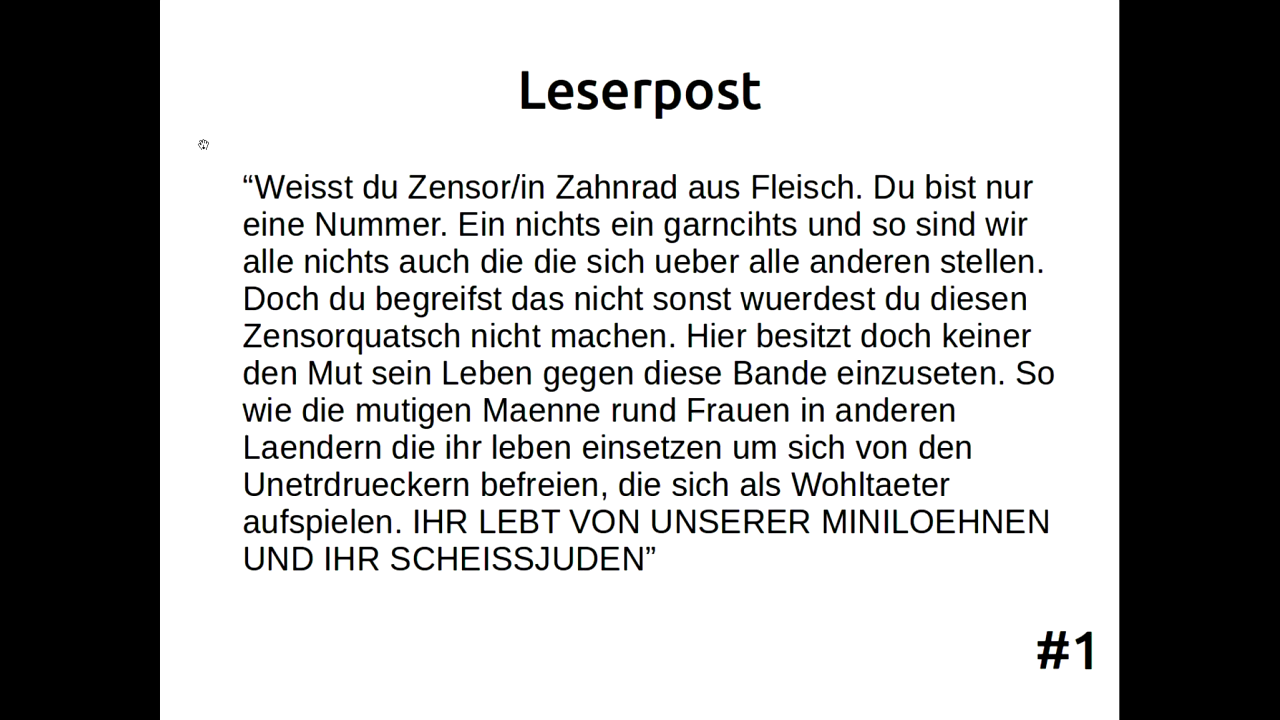 Leserpost
“Weisst du Zensor/in Zahnrad aus Fleisch. Du bist nur
eine Nummer. Ein nichts ein garncihts und so sind wir
alle nichts auch die die sich ueber alle anderen stellen.
Doch du begreifst das nicht sonst wuerdest du diesen
Zensorquatsch nicht machen. Hier besitzt doch keiner
den Mut sein Leben gegen diese Bande einzuseten. So
wie die mutigen Maenne rund Frauen in anderen
Laendern die ihr leben einsetzen um sich von den
Unetrdrueckern befreien, die sich als Wohltaeter
aufspielen. IHR LEBT VON UNSERER MINILOEHNEN
UND IHR SCHEISSJUDEN”
#1